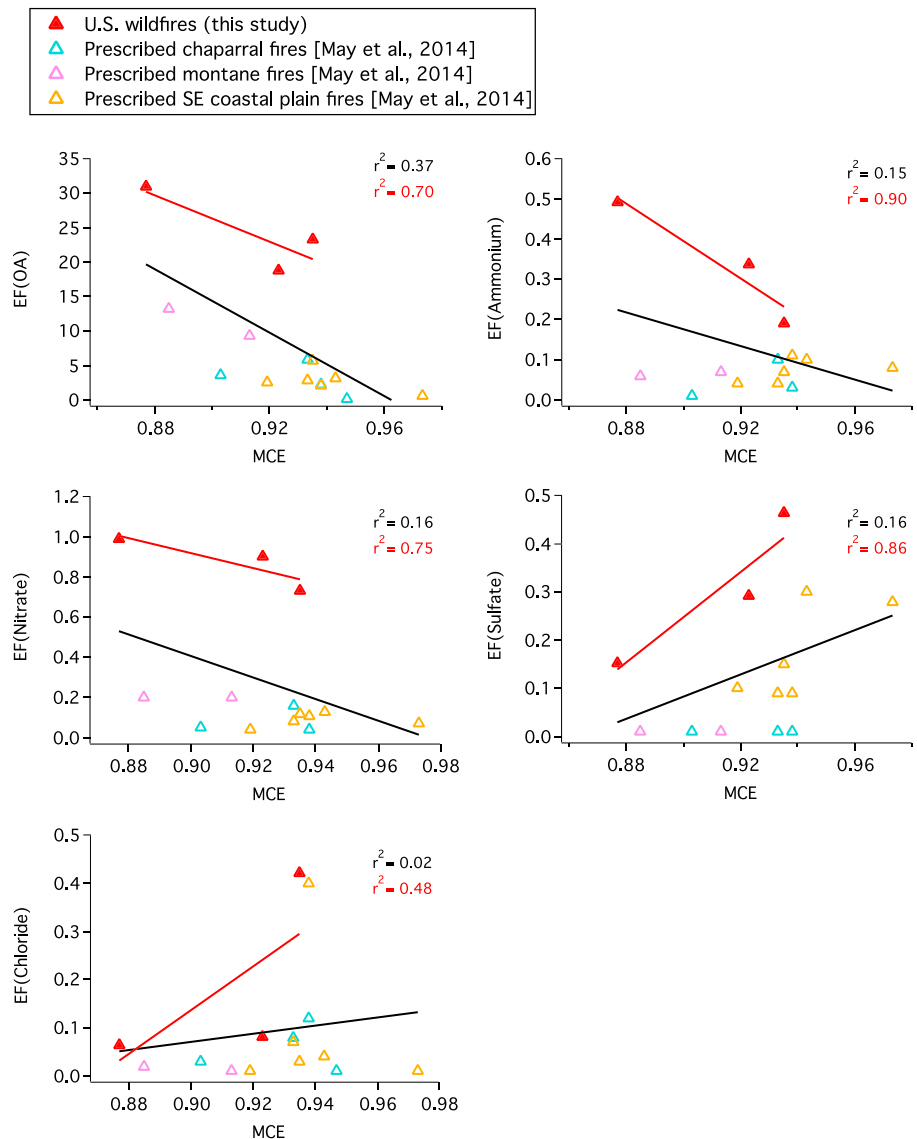 U.S. wildfires (this study)
Prescribed chaparral fires [May et al., 2014]
Prescribed montane fires [May et al., 2014]
Prescribed SE coastal plain fires [May et al., 2014]
35
30
25
20
15
10
5
0
EF(OA)
r² = 0.37
r² = 0.70
0.88
0.92
0.96
MCE
0.6
0.5
0.4
0.3
0.2
0.1
0.0
EF(Ammonium)
r² = 0.15
r² = 0.90
0.88
0.92
0.96
MCE
1.2
1.0
0.8
0.6
0.4
0.2
0.0
EF(Nitrate)
r² = 0.16
r² = 0.75
0.88
0.90
0.92
0.94
0.96
0.98
MCE
0.5
0.4
0.3
0.2
0.1
0.0
EF(Sulfate)
r² = 0.16
r² = 0.86
0.88
0.92
0.96
MCE
0.5
0.4
0.3
0.2
0.1
0.0
EF(Chloride)
r² = 0.02
r² = 0.48
0.88
0.90
0.92
0.94
0.96
0.98
MCE